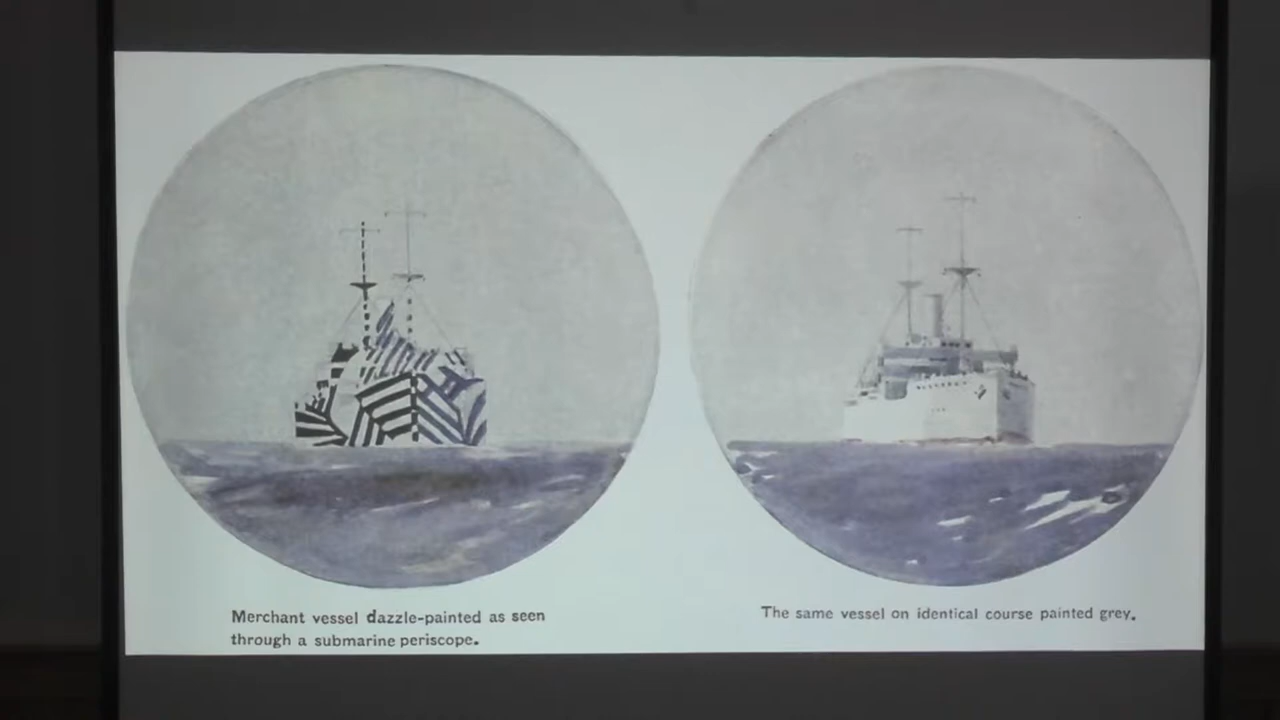 Merchant vessel dazzle-painted as seen
through a submarine periscope.
The same vessel on identical course painted grey.